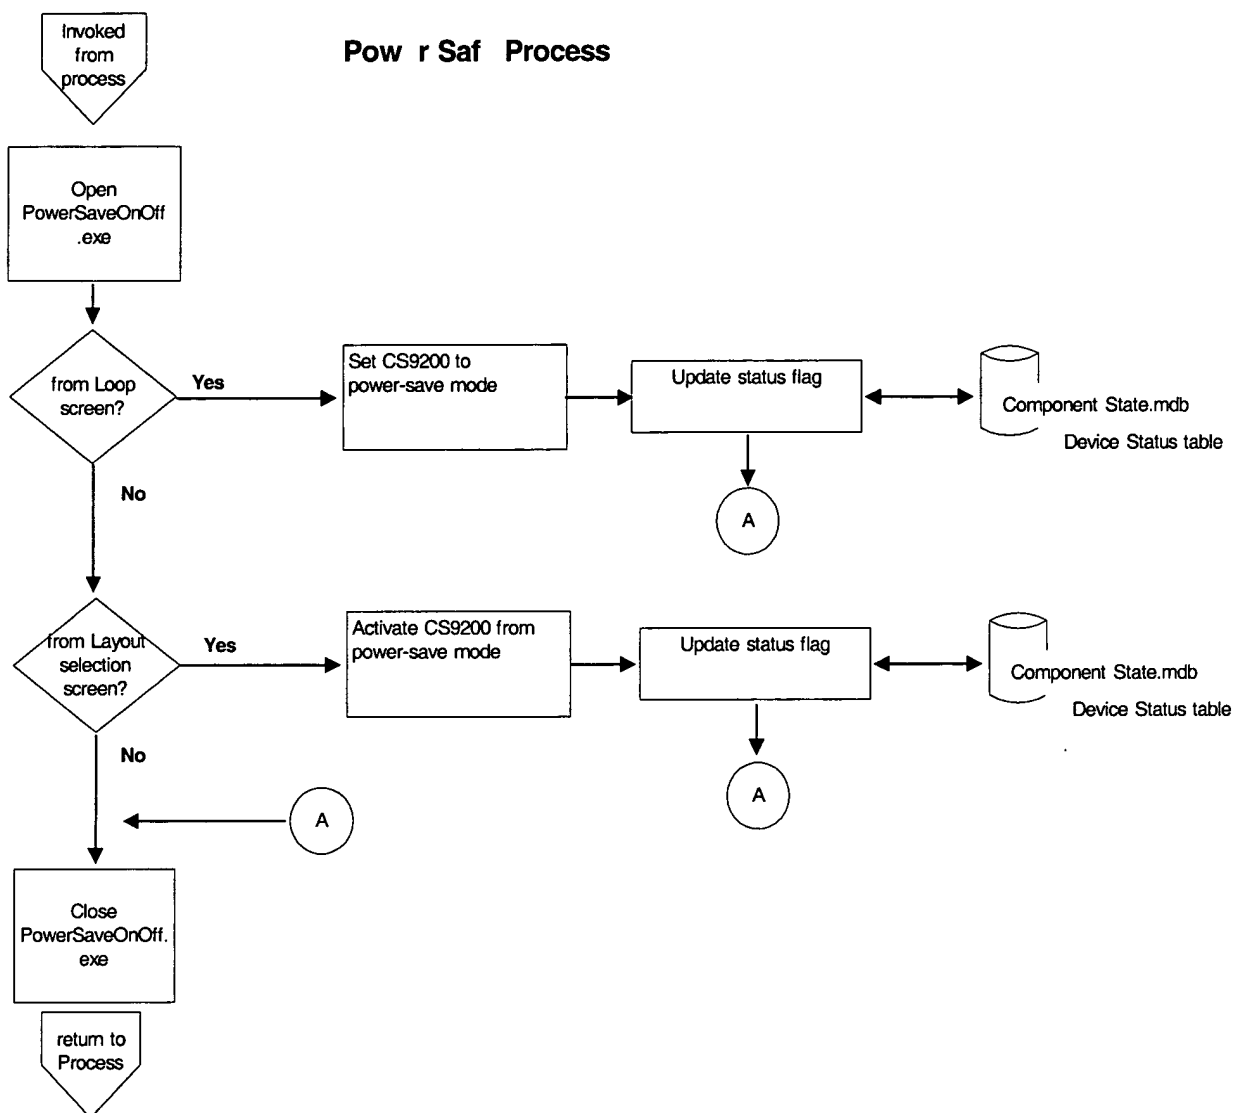 Invoked
from
process
Pow r Saf Process
Open
PowerSaveOnOff
.exe
from Loop
screen?
Yes
Set CS9200 to
power-save mode
Update status flag
Component State.mdb
Device Status table
No
A
from Layout
selection
screen?
Yes
Activate CS9200 from
power-save mode
Update status flag
Component State.mdb
Device Status table
No
A
A
Close
PowerSaveOnOff.
exe
return to
Process